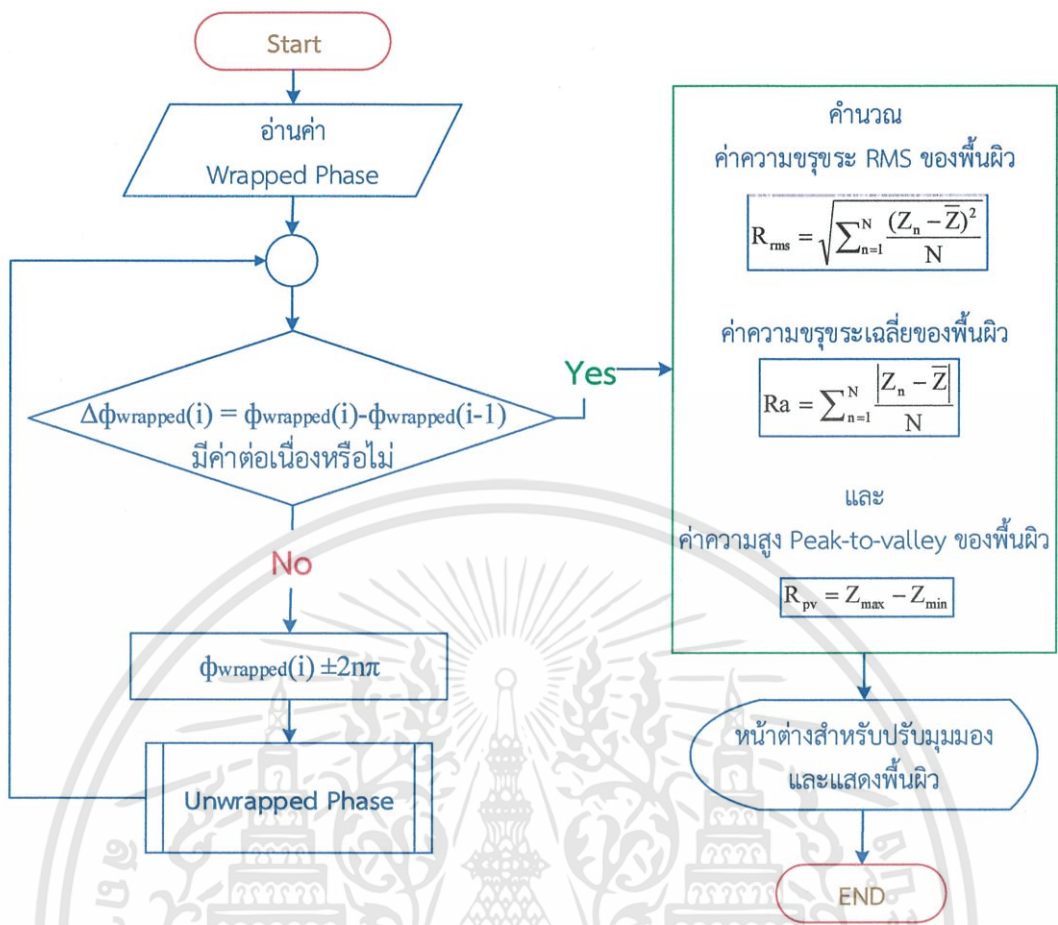 Start
อ่านค่า
Wrapped Phase
Δϕwrapped(i) = ϕwrapped(i)-ϕwrapped(i-1)
มีค่าต่อเนื่องหรือไม่
Yes
No
ϕwrapped(i) ±2nπ
Unwrapped Phase
คำนวณ
ค่าความขรุขระ RMS ของพื้นผิว
R_rms = √(∑_{n=1}^{N} (Z_n − Z̄)² / N)
ค่าความขรุขระเฉลี่ยของพื้นผิว
Ra = ∑_{n=1}^{N} |Z_n − Z̄| / N
และ
ค่าความสูง Peak-to-valley ของพื้นผิว
R_pv = Z_max − Z_min
หน้าต่างสำหรับปรับมุมมอง
และแสดงพื้นผิว
END